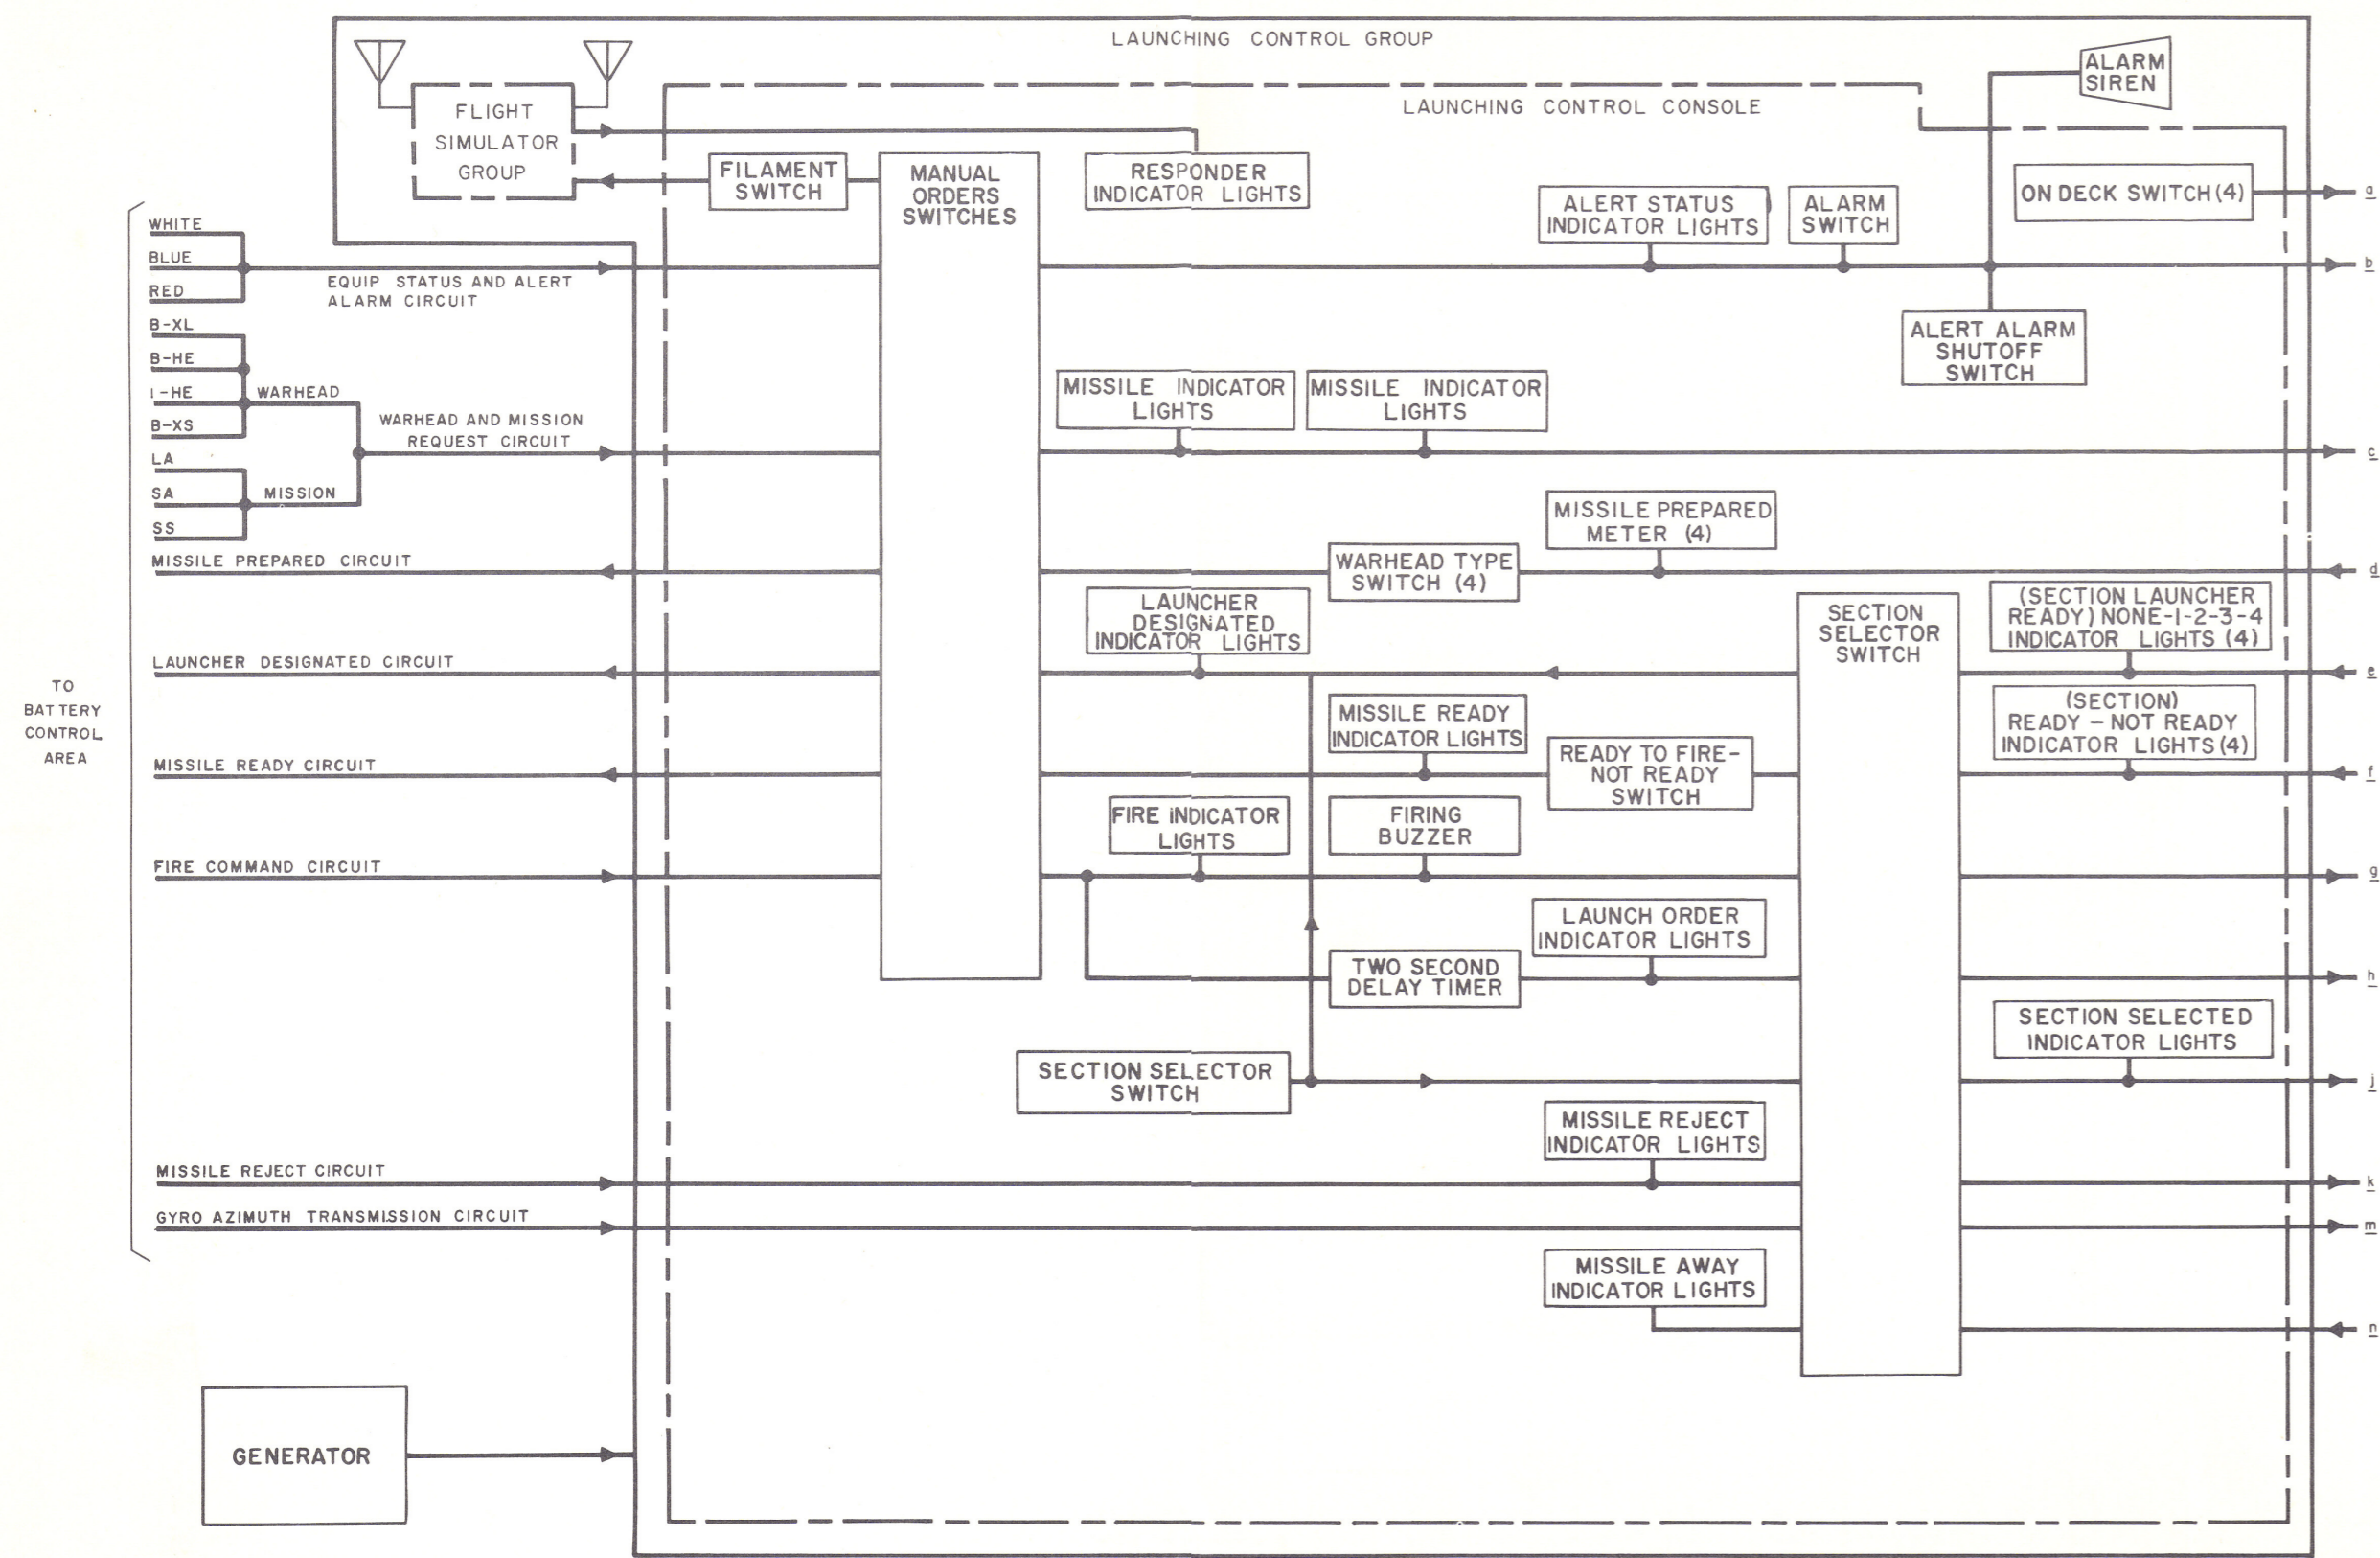 LAUNCHING CONTROL GROUP
ALARM
SIREN
FLIGHT
SIMULATOR
GROUP
LAUNCHING CONTROL CONSOLE
FILAMENT
SWITCH
MANUAL
ORDERS
SWITCHES
RESPONDER
INDICATOR LIGHTS
ALERT STATUS
INDICATOR LIGHTS
ALARM
SWITCH
ON DECK SWITCH (4)
a
WHITE
BLUE
RED
EQUIP STATUS AND ALERT
ALARM CIRCUIT
b
ALERT ALARM
SHUTOFF
SWITCH
B-XL
B-HE
I-HE
B-XS
WARHEAD
LA
SA
SS
MISSION
WARHEAD AND MISSION
REQUEST CIRCUIT
MISSILE INDICATOR
LIGHTS
MISSILE INDICATOR
LIGHTS
c
MISSILE PREPARED CIRCUIT
WARHEAD TYPE
SWITCH (4)
MISSILE PREPARED
METER (4)
d
LAUNCHER DESIGNATED CIRCUIT
LAUNCHER
DESIGNATED
INDICATOR LIGHTS
SECTION
SELECTOR
SWITCH
(SECTION LAUNCHER
READY) NONE-1-2-3-4
INDICATOR LIGHTS (4)
e
TO
BATTERY
CONTROL
AREA
MISSILE READY CIRCUIT
MISSILE READY
INDICATOR LIGHTS
READY TO FIRE-
NOT READY
SWITCH
(SECTION)
READY - NOT READY
INDICATOR LIGHTS (4)
f
FIRE COMMAND CIRCUIT
FIRE INDICATOR
LIGHTS
FIRING
BUZZER
g
TWO SECOND
DELAY TIMER
LAUNCH ORDER
INDICATOR LIGHTS
h
SECTION SELECTOR
SWITCH
SECTION SELECTED
INDICATOR LIGHTS
j
MISSILE REJECT CIRCUIT
MISSILE REJECT
INDICATOR LIGHTS
k
GYRO AZIMUTH TRANSMISSION CIRCUIT
m
MISSILE AWAY
INDICATOR LIGHTS
n
GENERATOR